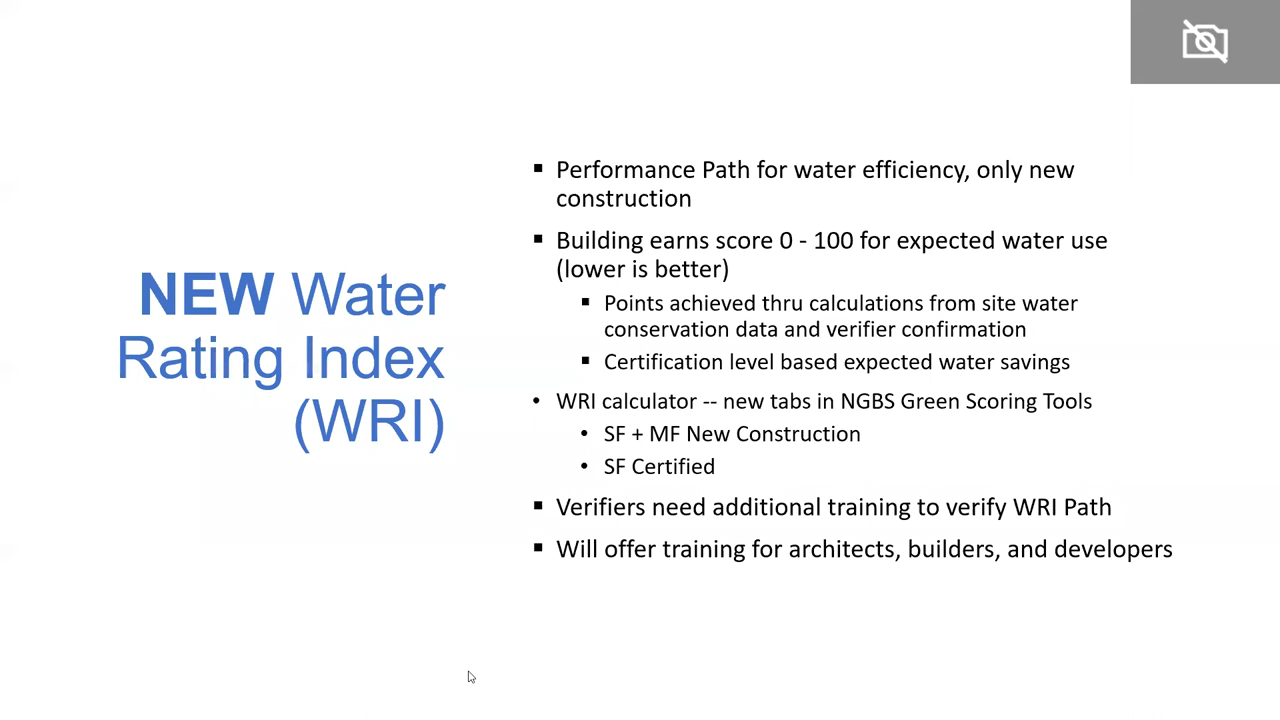 NEW Water
Rating Index
(WRI)
▪ Performance Path for water efficiency, only new
construction
▪ Building earns score 0 - 100 for expected water use
(lower is better)
▪ Points achieved thru calculations from site water
conservation data and verifier confirmation
▪ Certification level based expected water savings
• WRI calculator -- new tabs in NGBS Green Scoring Tools
• SF + MF New Construction
• SF Certified
▪ Verifiers need additional training to verify WRI Path
▪ Will offer training for architects, builders, and developers